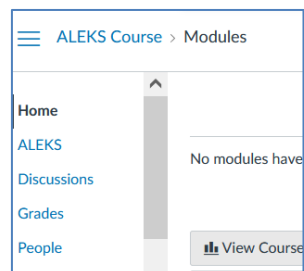 ALEKS Course > Modules
Home
ALEKS
Discussions
Grades
People
No modules have
View Course